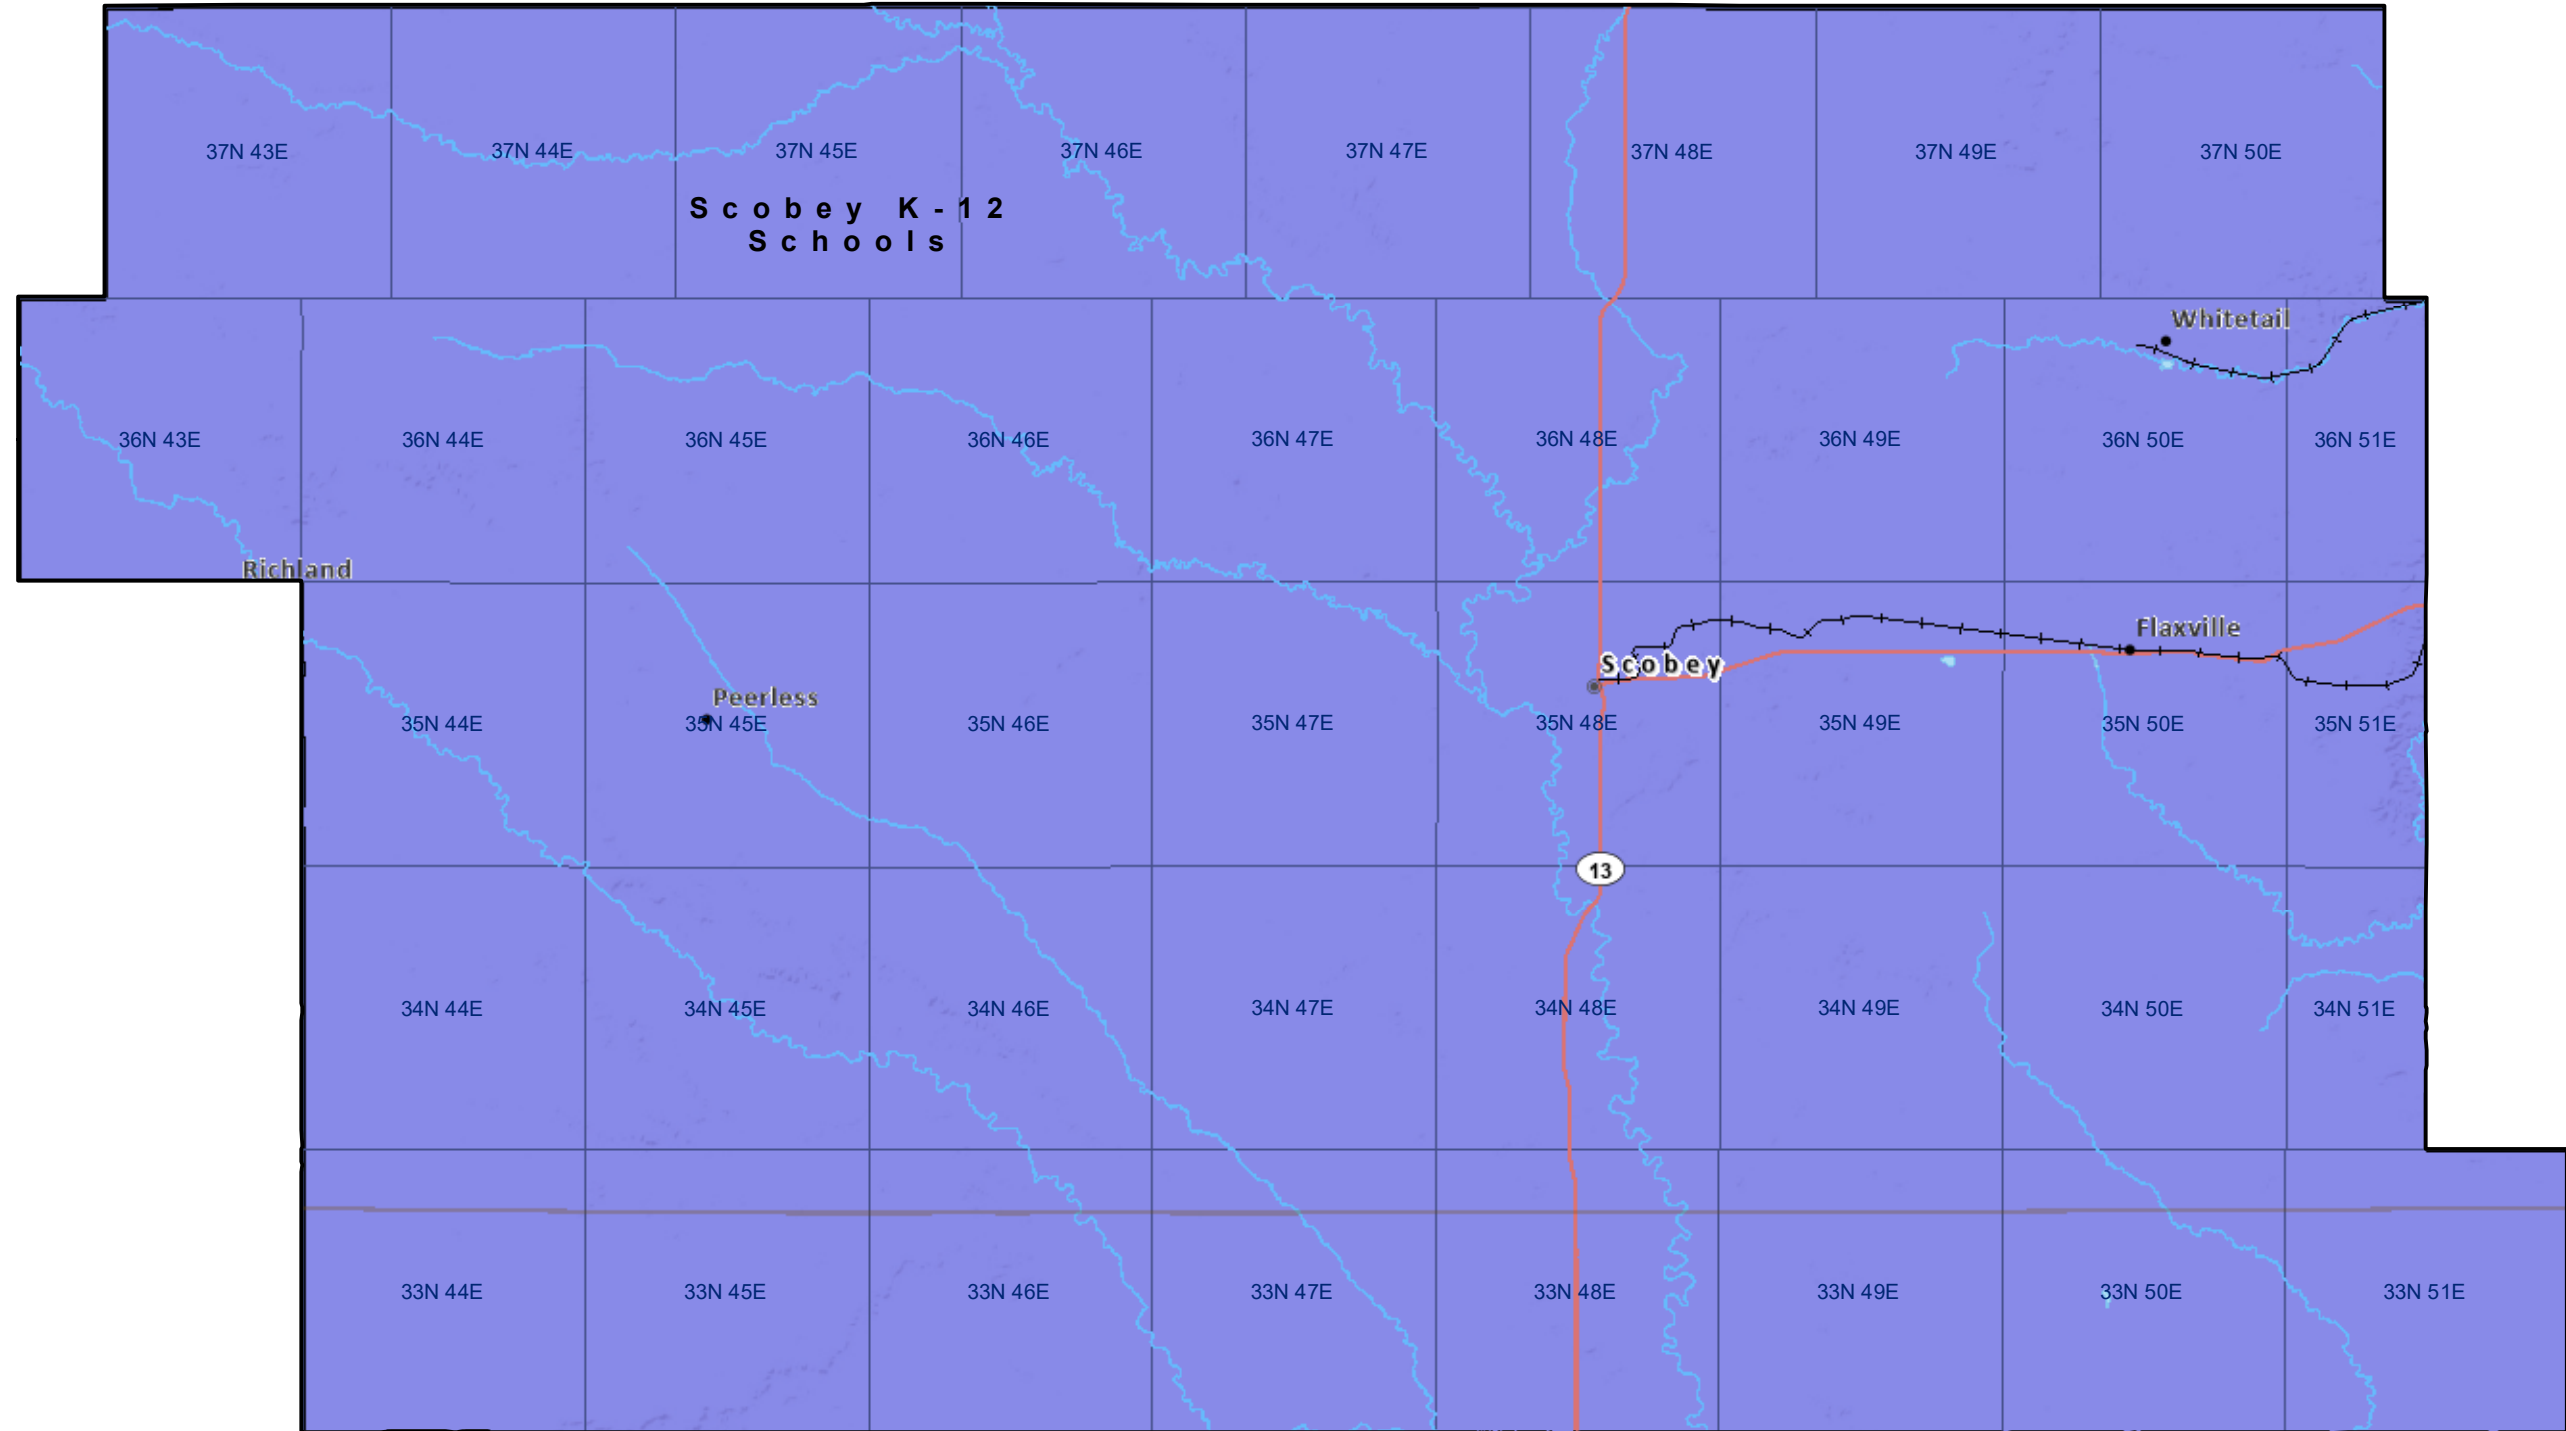 37N 43E
37N 44E
37N 45E
37N 46E
37N 47E
37N 48E
37N 49E
37N 50E
Scobey K-12
Schools
Whitetail
36N 43E
36N 44E
36N 45E
36N 46E
36N 47E
36N 48E
36N 49E
36N 50E
36N 51E
Richland
Flaxville
Scobey
Peerless
35N 44E
35N 45E
35N 46E
35N 47E
35N 48E
35N 49E
35N 50E
35N 51E
13
34N 44E
34N 45E
34N 46E
34N 47E
34N 48E
34N 49E
34N 50E
34N 51E
33N 44E
33N 45E
33N 46E
33N 47E
33N 48E
33N 49E
33N 50E
33N 51E